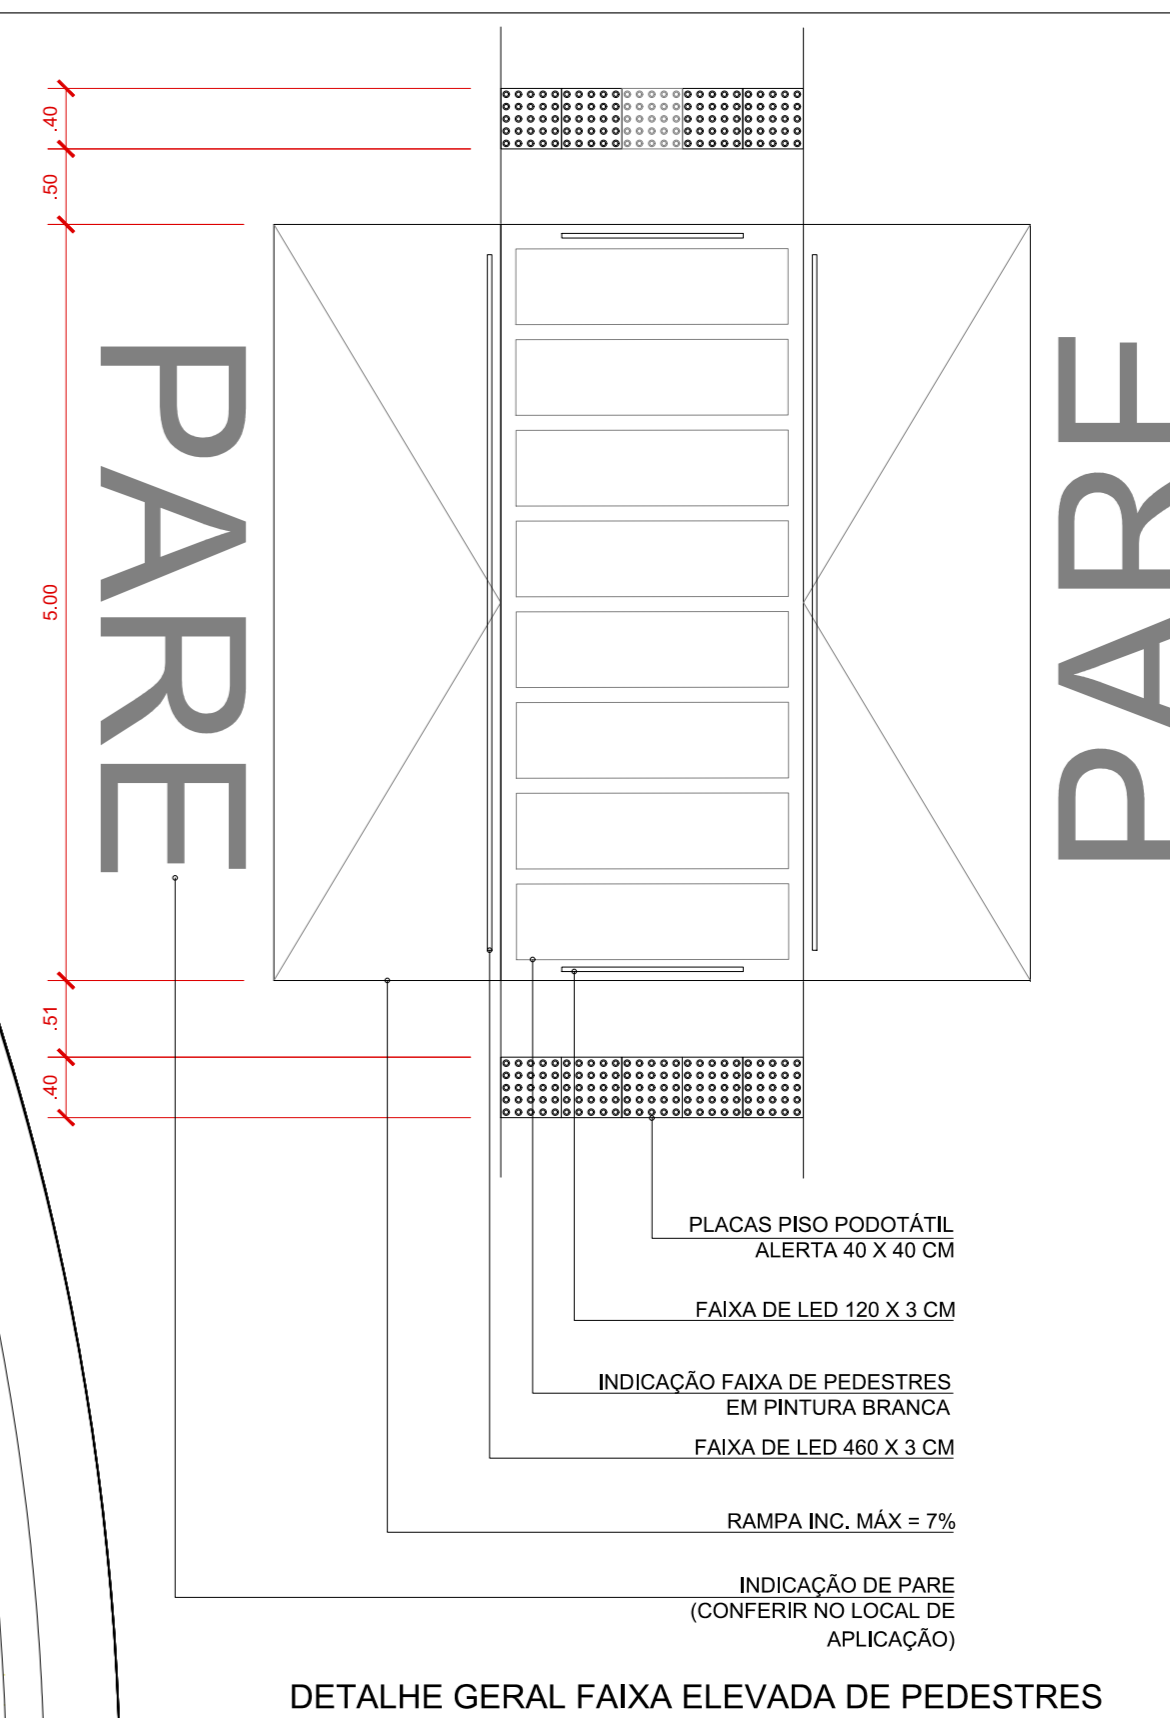 .40
.50
5.00
.51
.40
PARE
PARE
PLACAS PISO PODOTÁTIL
ALERTA 40 X 40 CM
FAIXA DE LED 120 X 3 CM
INDICAÇÃO FAIXA DE PEDESTRES
EM PINTURA BRANCA
FAIXA DE LED 460 X 3 CM
RAMPA INC. MÁX = 7%
INDICAÇÃO DE PARE
(CONFERIR NO LOCAL DE
APLICAÇÃO)
DETALHE GERAL FAIXA ELEVADA DE PEDESTRES